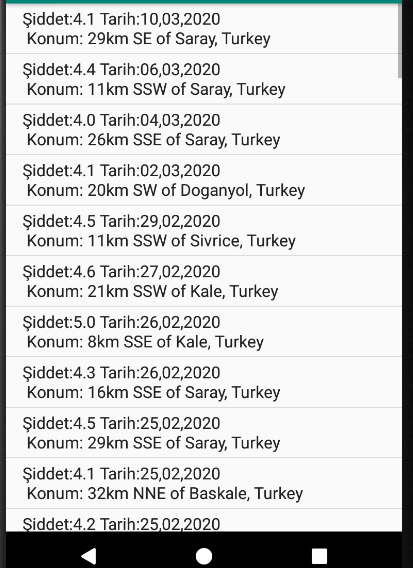 Şiddet:4.1 Tarih:10,03,2020
Konum: 29km SE of Saray, Turkey
Şiddet:4.4 Tarih:06,03,2020
Konum: 11km SSW of Saray, Turkey
Şiddet:4.0 Tarih:04,03,2020
Konum: 26km SSE of Saray, Turkey
Şiddet:4.1 Tarih:02,03,2020
Konum: 20km SW of Doganyol, Turkey
Şiddet:4.5 Tarih:29,02,2020
Konum: 11km SSW of Sivrice, Turkey
Şiddet:4.6 Tarih:27,02,2020
Konum: 21km SSW of Kale, Turkey
Şiddet:5.0 Tarih:26,02,2020
Konum: 8km SSE of Kale, Turkey
Şiddet:4.3 Tarih:26,02,2020
Konum: 16km SSE of Saray, Turkey
Şiddet:4.5 Tarih:25,02,2020
Konum: 29km SSE of Saray, Turkey
Şiddet:4.1 Tarih:25,02,2020
Konum: 32km NNE of Baskale, Turkey
Şiddet:4.2 Tarih:25,02,2020